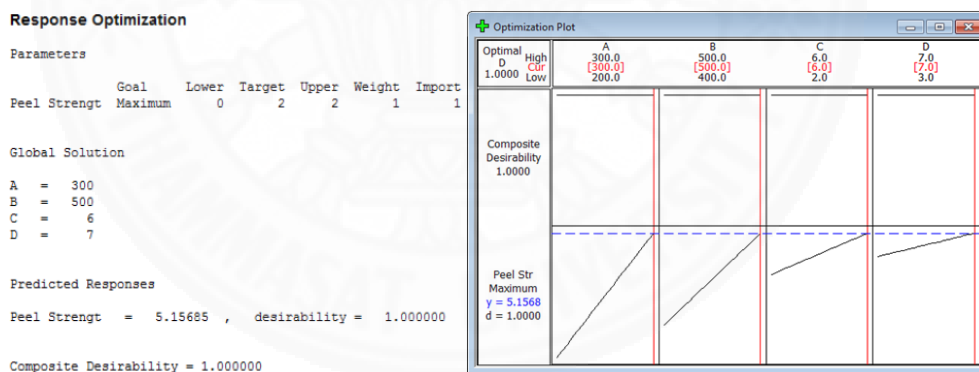 Response Optimization
Parameters
Goal Lower Target Upper Weight Import
Peel Strengt Maximum 0 2 2 1 1
Global Solution
A = 300
B = 500
C = 6
D = 7
Predicted Responses
Peel Strengt = 5.15685 , desirability = 1.000000
Composite Desirability = 1.000000
Optimization Plot
Optimal High A B C D
D Cur 300.0 500.0 6.0 7.0
1.0000 Low [300.0] [500.0] [6.0] [7.0]
200.0 400.0 2.0 3.0
Composite
Desirability
1.0000
Peel Str
Maximum
y = 5.1568
d = 1.0000